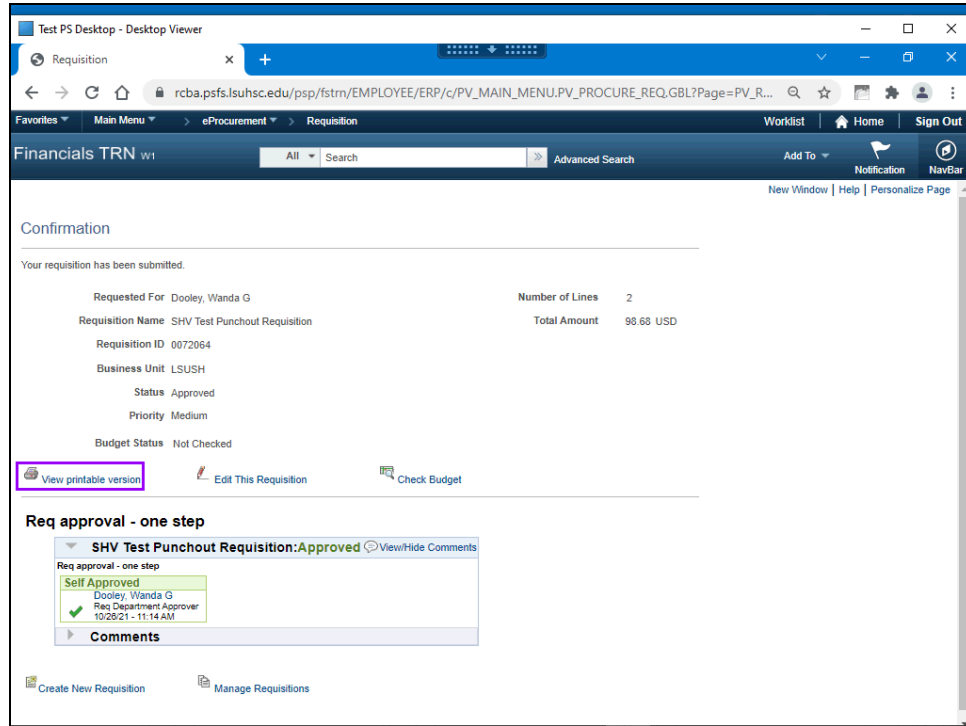 Test PS Desktop - Desktop Viewer
Requisition
rcba.psfs.lsuhsc.edu/psp/fstrn/EMPLOYEE/ERP/c/PV_MAIN_MENU.PV_PROCURE_REQ.GBL?Page=PV_R...
Favorites Main Menu > eProcurement > Requisition Worklist | Home | Sign Out
Financials TRN W1 All Search Advanced Search Add To Notification NavBar
New Window | Help | Personalize Page
Confirmation
Your requisition has been submitted.
Requested For Dooley, Wanda G Number of Lines 2
Requisition Name SHV Test Punchout Requisition Total Amount 98.68 USD
Requisition ID 0072064
Business Unit LSUSH
Status Approved
Priority Medium
Budget Status Not Checked
View printable version Edit This Requisition Check Budget
Req approval - one step
SHV Test Punchout Requisition:Approved View/Hide Comments
Req approval - one step
Self Approved
Dooley, Wanda G
Req Department Approver
10/26/21 - 11:14 AM
Comments
Create New Requisition Manage Requisitions